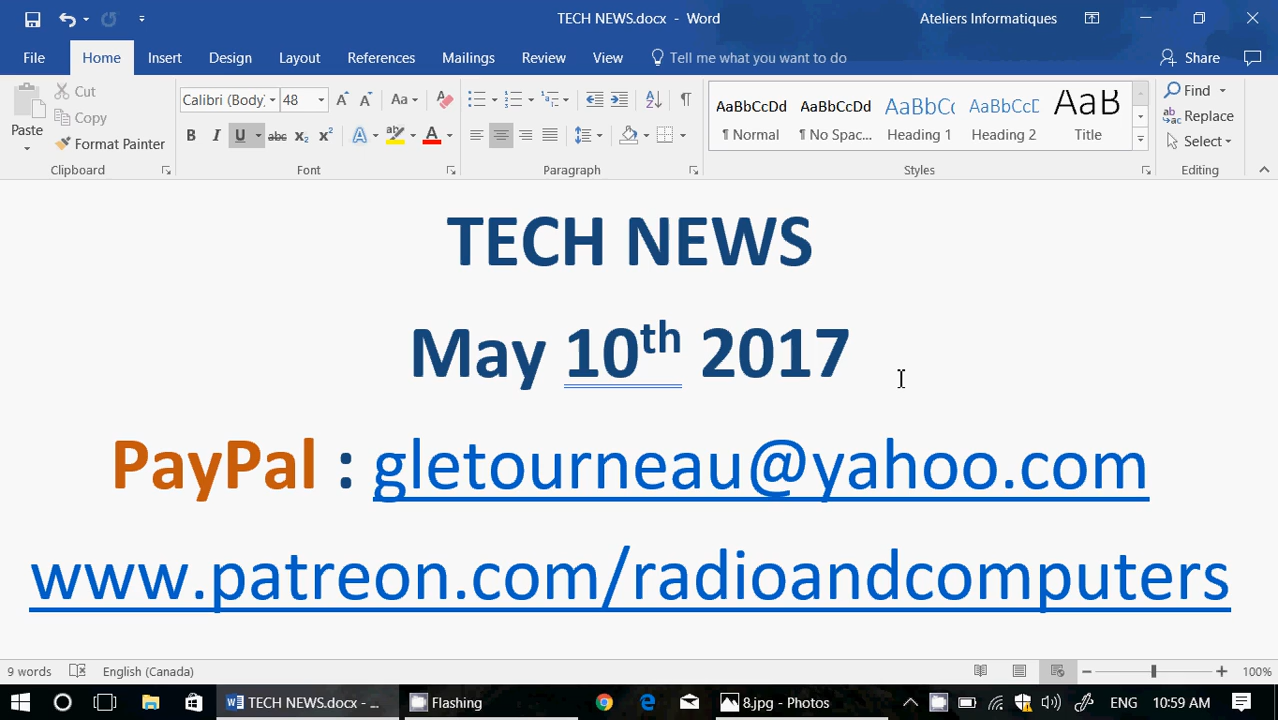 TECH NEWS.docx - Word
Ateliers Informatiques
File Home Insert Design Layout References Mailings Review View Tell me what you want to do Share
Paste
Cut
Copy
Format Painter
Clipboard
Calibri (Body) 48
Font
Paragraph
AaBbCcDd AaBbCcDd AaBbCc AaBbCcD AaB
¶ Normal ¶ No Spac... Heading 1 Heading 2 Title
Styles
Find
Replace
Select
Editing
TECH NEWS
May 10th 2017
PayPal : gletourneau@yahoo.com
www.patreon.com/radioandcomputers
9 words English (Canada) 100%
TECH NEWS.docx - ... Flashing 8.jpg - Photos ENG 10:59 AM